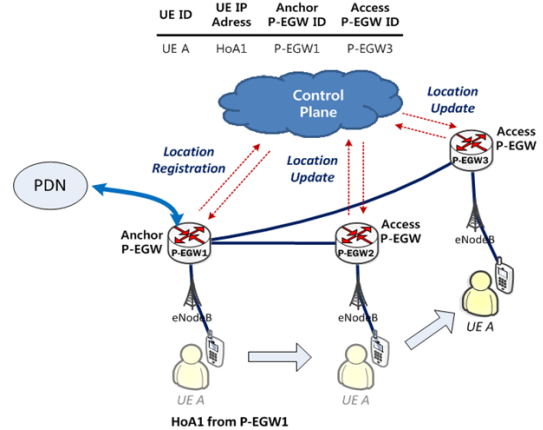 UE ID UE IP Adress Anchor P-EGW ID Access P-EGW ID
UE A HoA1 P-EGW1 P-EGW3
Control
Plane
Location
Update
Location
Registration
Location
Update
Access
P-EGW
P-EGW3
PDN
Anchor
P-EGW
P-EGW1
Access
P-EGW
P-EGW2
eNodeB
eNodeB
eNodeB
UE A
UE A
UE A
HoA1 from P-EGW1